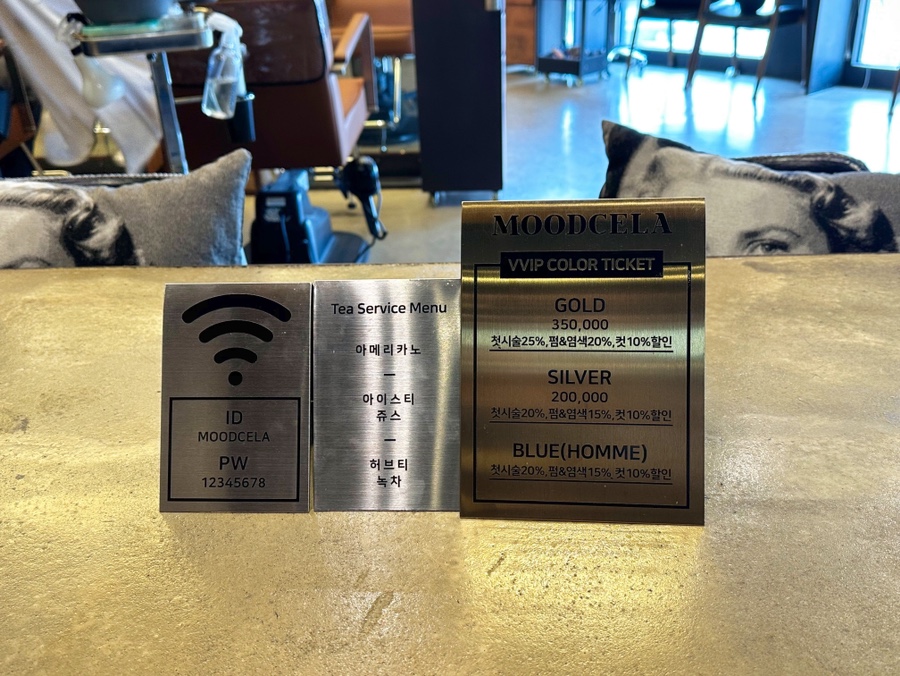 ID
MOODCELA
PW
12345678
Tea Service Menu
아메리카노
—
아이스티
쥬스
—
허브티
녹차
MOODCELA
VVIP COLOR TICKET
GOLD
350,000
첫시술25%,펌&염색20%,컷10%할인
SILVER
200,000
첫시술20%,펌&염색15%,컷10%할인
BLUE(HOMME)
첫시술20%,펌&염색15%,컷10%할인